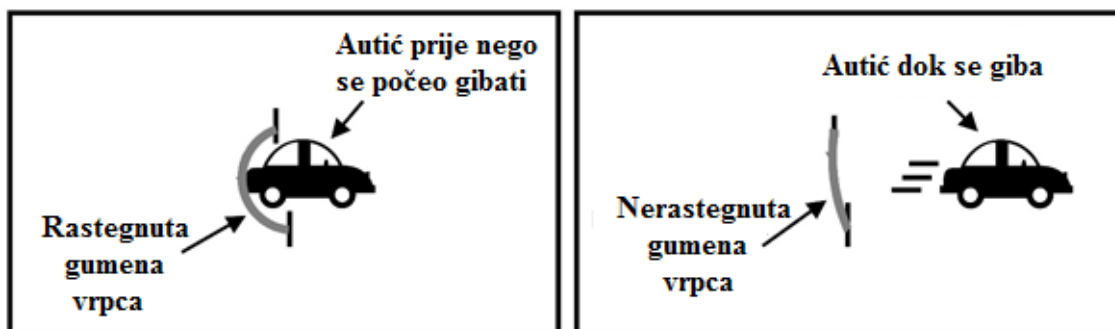 Autić prije nego
se počeo gibati
Rastegnuta
gumena
vrpca
Autić dok se giba
Nerastegnuta
gumena
vrpca